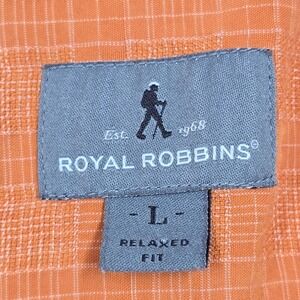 Est. 1968
ROYAL ROBBINS®
- L -
RELAXED
FIT